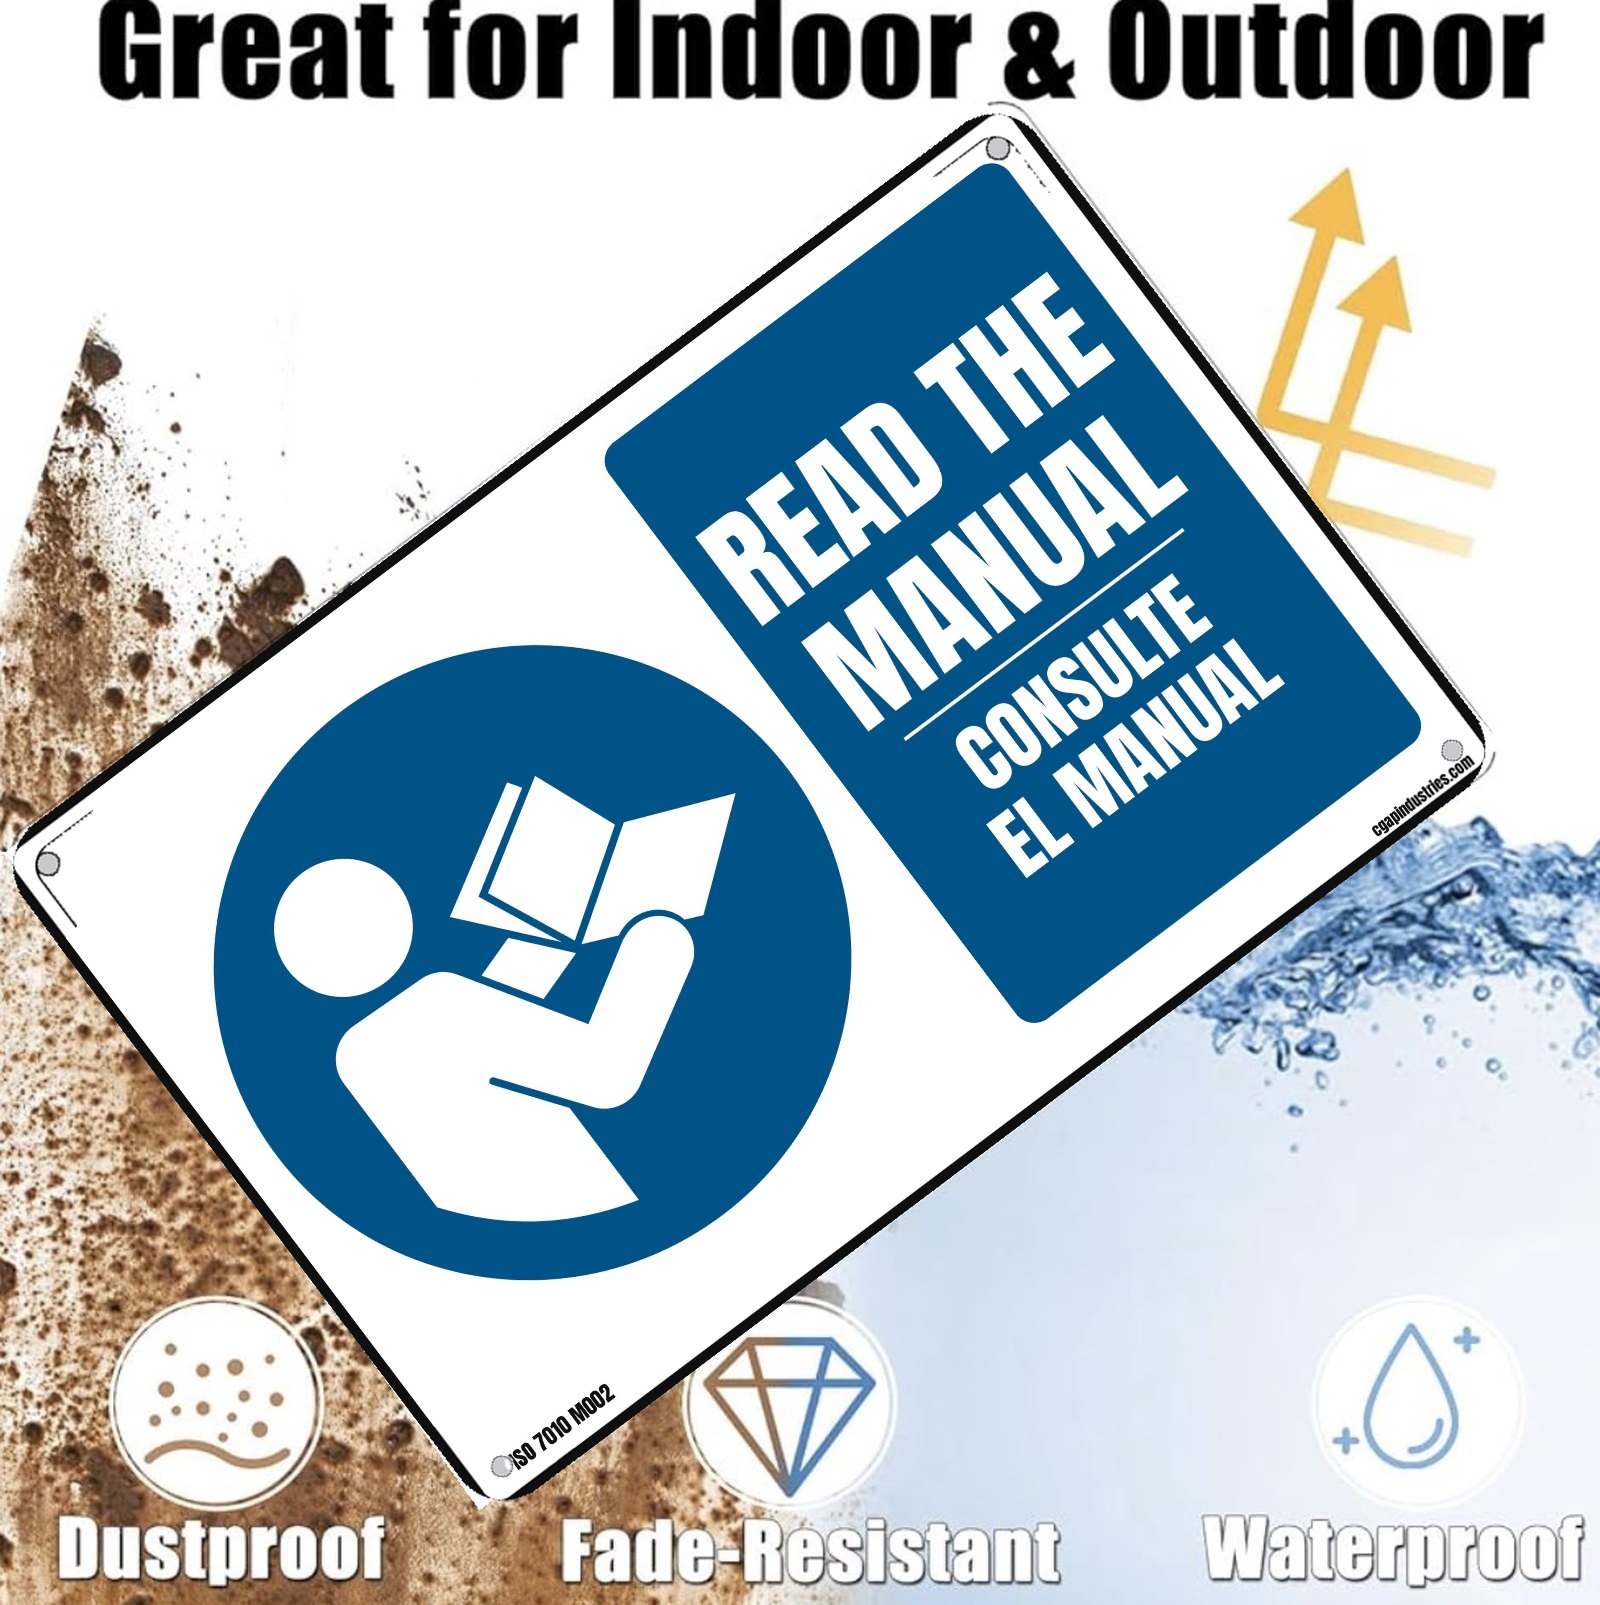 Great for Indoor & Outdoor
READ THE
MANUAL
CONSULTE
EL MANUAL
cgapindustries.com
ISO 7010 M002
Dustproof
Fade-Resistant
Waterproof